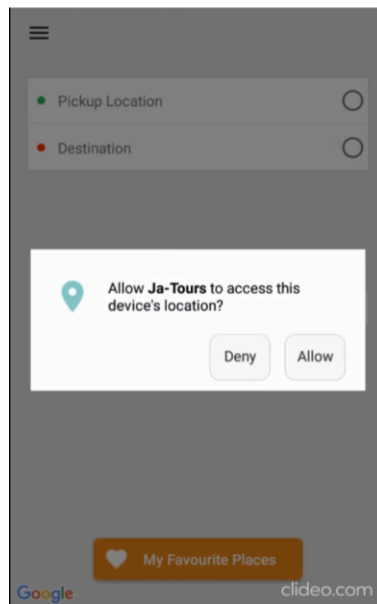 Pickup Location
Destination
Allow Ja-Tours to access this
device's location?
Deny Allow
My Favourite Places
Google
clideo.com